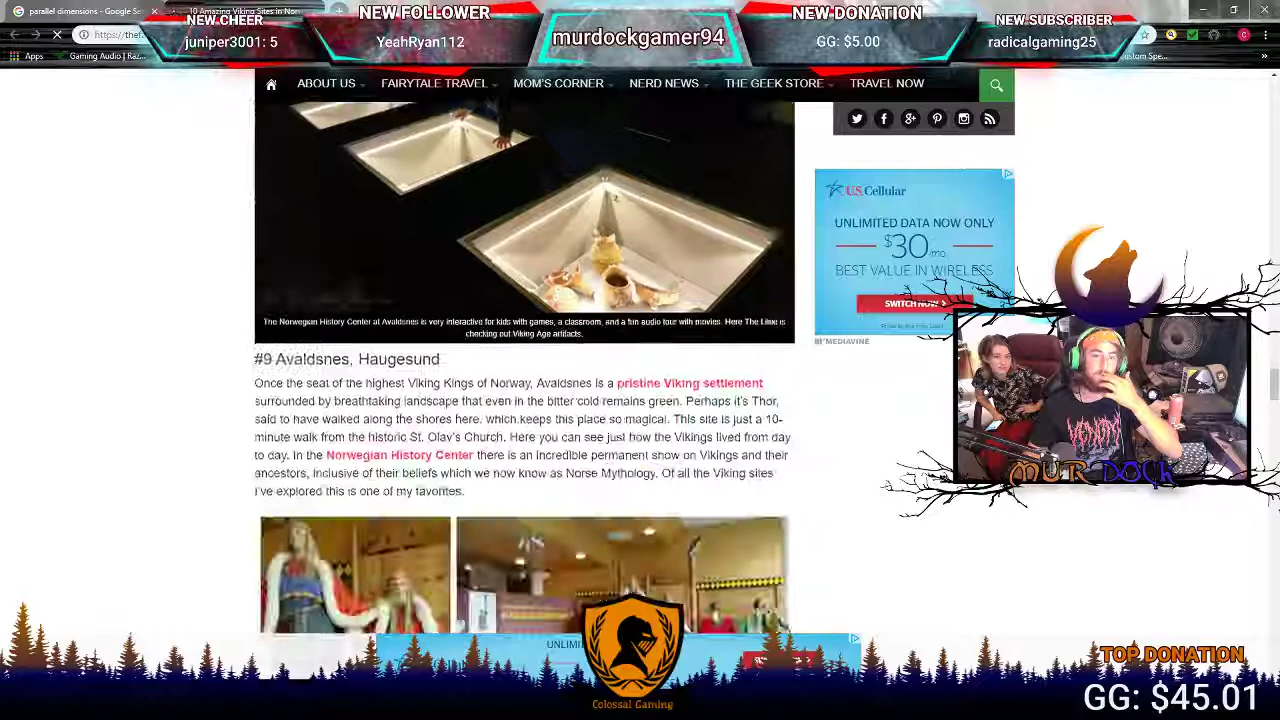 NEW CHEER
juniper3001: 5
NEW FOLLOWER
YeahRyan112
murdockgamer94
NEW DONATION
GG: $5.00
NEW SUBSCRIBER
radicalgaming25
parallel dimensions - Google Se
10 Amazing Viking Sites in Nor
https://thef
Apps
Gaming Audio | Raz...
ustom Spe...
ABOUT US
FAIRYTALE TRAVEL
MOM'S CORNER
NERD NEWS
THE GEEK STORE
TRAVEL NOW
The Norwegian History Center at Avaldsnes is very interactive for kids with games, a classroom, and a fun audio tour with movies. Here The Liljue is
checking out Viking Age artifacts.
#9 Avaldsnes, Haugesund
Once the seat of the highest Viking Kings of Norway, Avaldsnes is a pristine Viking settlement
surrounded by breathtaking landscape that even in the bitter cold remains green. Perhaps it's Thor,
said to have walked along the shores here, which keeps this place so magical. This site is just a 10-
minute walk from the historic St. Olav's Church. Here you can see just how the Vikings lived from day
to day. In the Norwegian History Center there is an incredible permanent show on Vikings and their
ancestors, inclusive of their beliefs which we now know as Norse Mythology. Of all the Viking sites
I've explored this is one of my favorites.
U.S. Cellular
UNLIMITED DATA NOW ONLY
$30/mo
BEST VALUE IN WIRELESS
SWITCH NOW
MEDIAVINE
MURDOCK
UNLIMI
Colossal Gaming
TOP DONATION
GG: $45.01